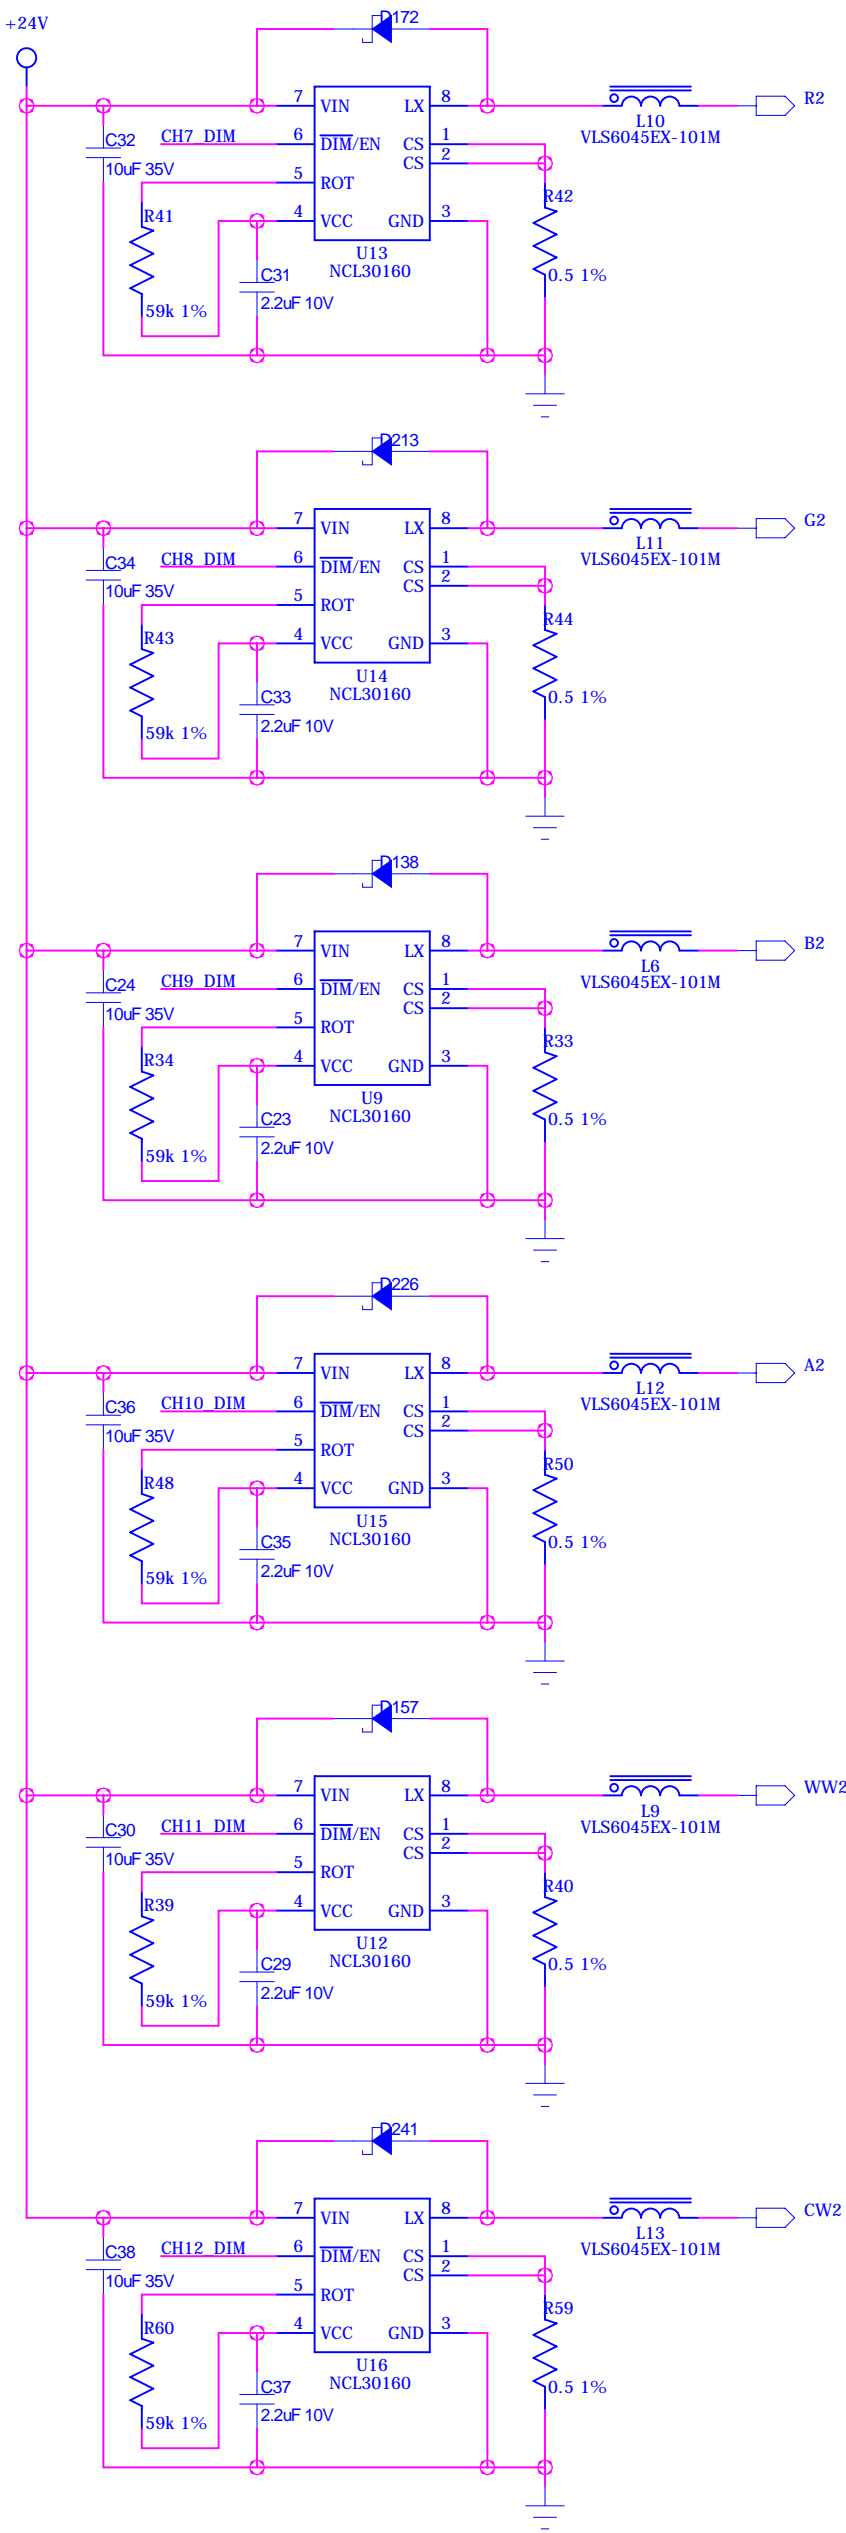 +24V
D172
7 VIN LX 8
R2
L10
VLS6045EX-101M
C32
10uF 35V
CH7_DIM
6 DIM/EN CS 1
CS 2
5 ROT
R42
0.5 1%
R41
59k 1%
4 VCC GND 3
U13
NCL30160
C31
2.2uF 10V
D213
7 VIN LX 8
G2
L11
VLS6045EX-101M
C34
10uF 35V
CH8_DIM
6 DIM/EN CS 1
CS 2
5 ROT
R44
0.5 1%
R43
59k 1%
4 VCC GND 3
U14
NCL30160
C33
2.2uF 10V
D138
7 VIN LX 8
B2
L6
VLS6045EX-101M
C24
10uF 35V
CH9_DIM
6 DIM/EN CS 1
CS 2
5 ROT
R33
0.5 1%
R34
59k 1%
4 VCC GND 3
U9
NCL30160
C23
2.2uF 10V
D226
7 VIN LX 8
A2
L12
VLS6045EX-101M
C36
10uF 35V
CH10_DIM
6 DIM/EN CS 1
CS 2
5 ROT
R50
0.5 1%
R48
59k 1%
4 VCC GND 3
U15
NCL30160
C35
2.2uF 10V
D157
7 VIN LX 8
WW2
L9
VLS6045EX-101M
C30
10uF 35V
CH11_DIM
6 DIM/EN CS 1
CS 2
5 ROT
R40
0.5 1%
R39
59k 1%
4 VCC GND 3
U12
NCL30160
C29
2.2uF 10V
D241
7 VIN LX 8
CW2
L13
VLS6045EX-101M
C38
10uF 35V
CH12_DIM
6 DIM/EN CS 1
CS 2
5 ROT
R59
0.5 1%
R60
59k 1%
4 VCC GND 3
U16
NCL30160
C37
2.2uF 10V